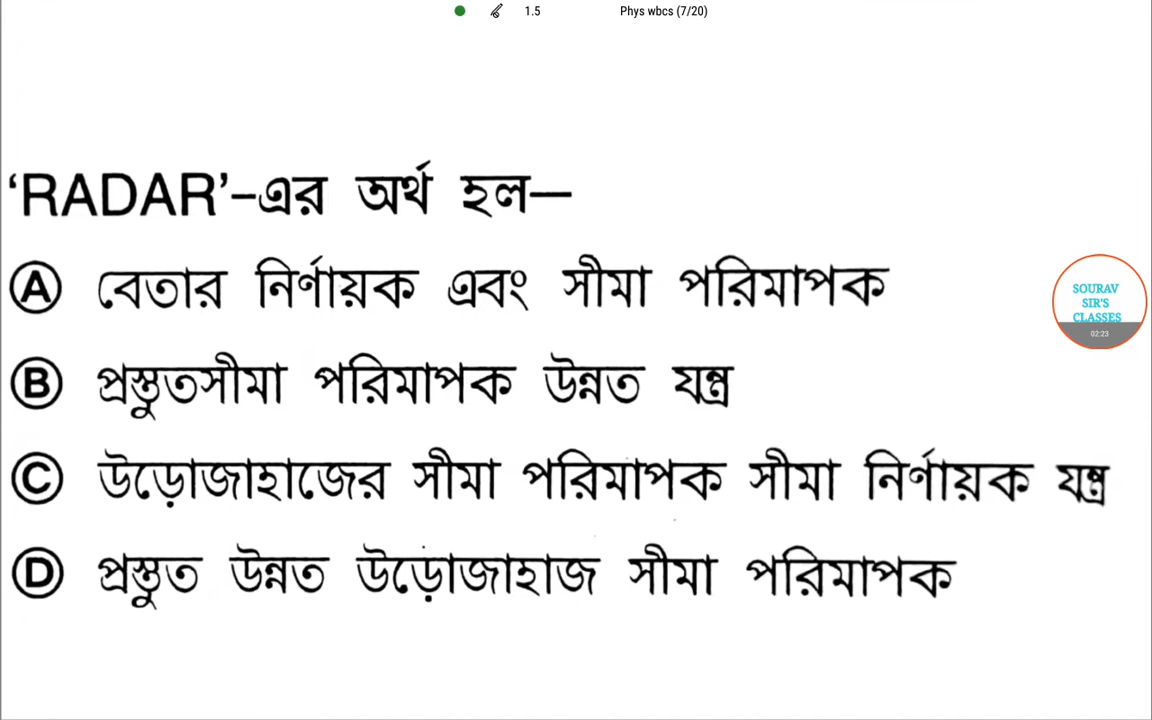 1.5 Phys wbcs (7/20)
‘RADAR’–এর অর্থ হল—
Ⓐ বেতার নির্ণায়ক এবং সীমা পরিমাপক
Ⓑ প্রস্তুতসীমা পরিমাপক উন্নত যন্ত্র
Ⓒ উড়োজাহাজের সীমা পরিমাপক সীমা নির্ণায়ক যন্ত্র
Ⓓ প্রস্তুত উন্নত উড়োজাহাজ সীমা পরিমাপক
SOURAV
SIR'S
CLASSES
02:23